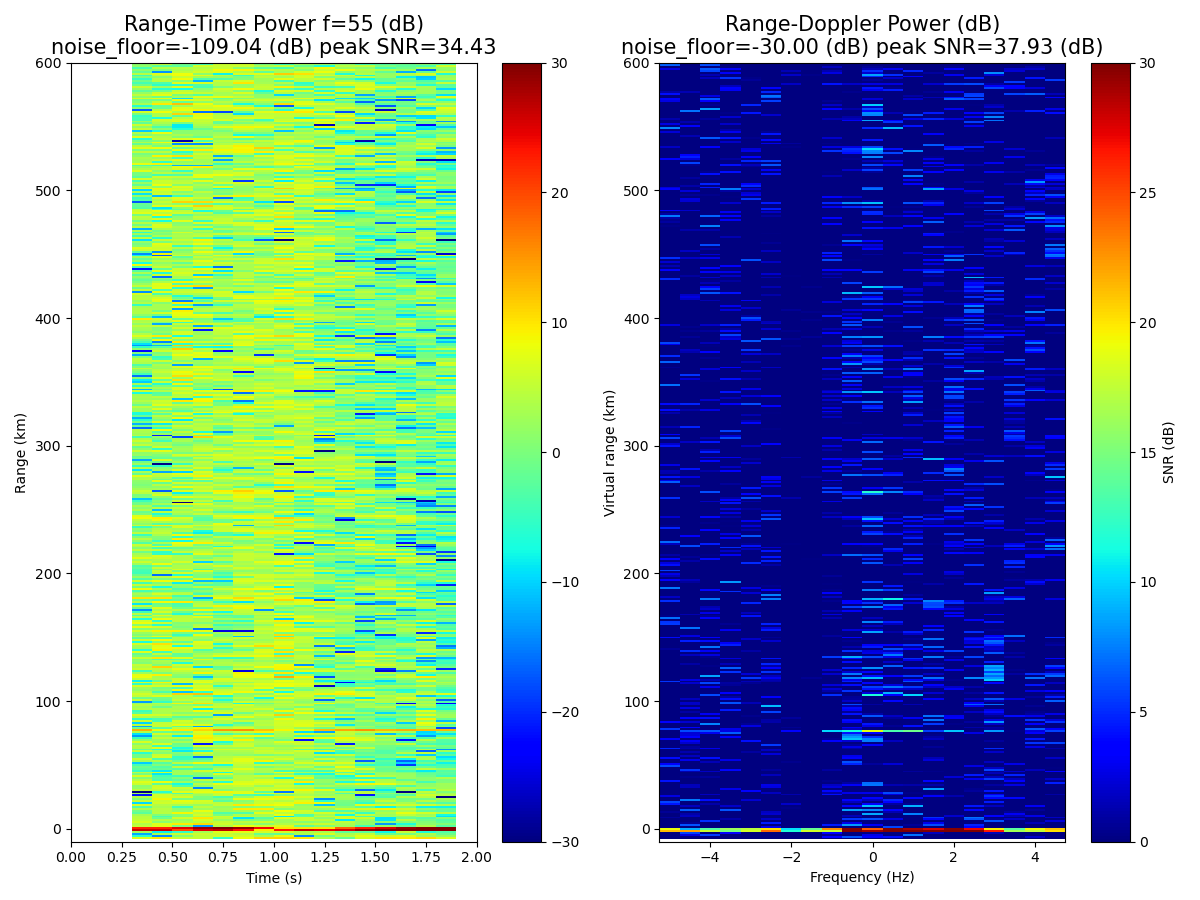 Range-Time Power f=55 (dB)
noise_floor=-109.04 (dB) peak SNR=34.43
Range-Doppler Power (dB)
noise_floor=-30.00 (dB) peak SNR=37.93 (dB)
600
500
400
300
200
100
0
Range (km)
0.00 0.25 0.50 0.75 1.00 1.25 1.50 1.75 2.00
Time (s)
30
20
10
0
−10
−20
−30
600
500
400
300
200
100
0
Virtual range (km)
−4 −2 0 2 4
Frequency (Hz)
30
25
20
15
10
5
0
SNR (dB)